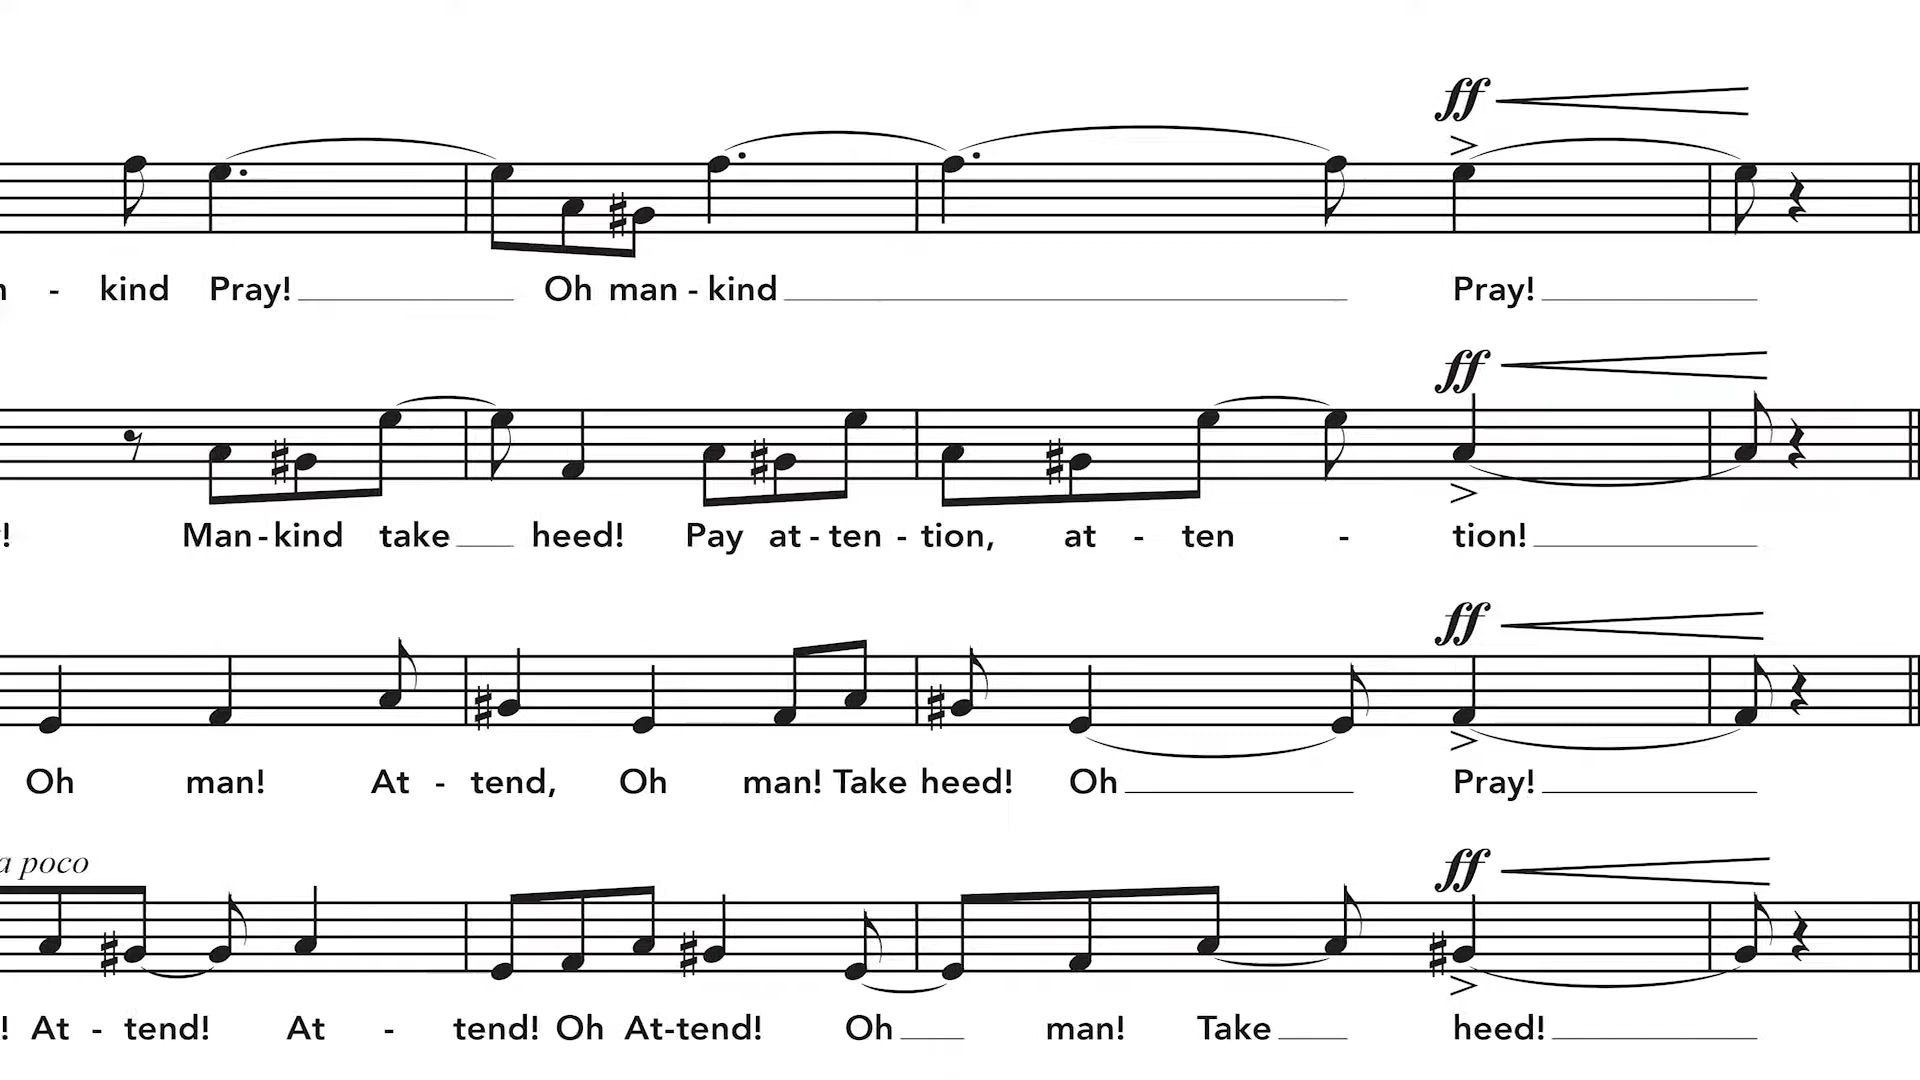 ff
- kind Pray! Oh man - kind Pray!
ff
! Man - kind take heed! Pay at - ten - tion, at - ten - tion!
ff
Oh man! At - tend, Oh man! Take heed! Oh Pray!
a poco ff
! At - tend! At - tend! Oh At-tend! Oh man! Take heed!